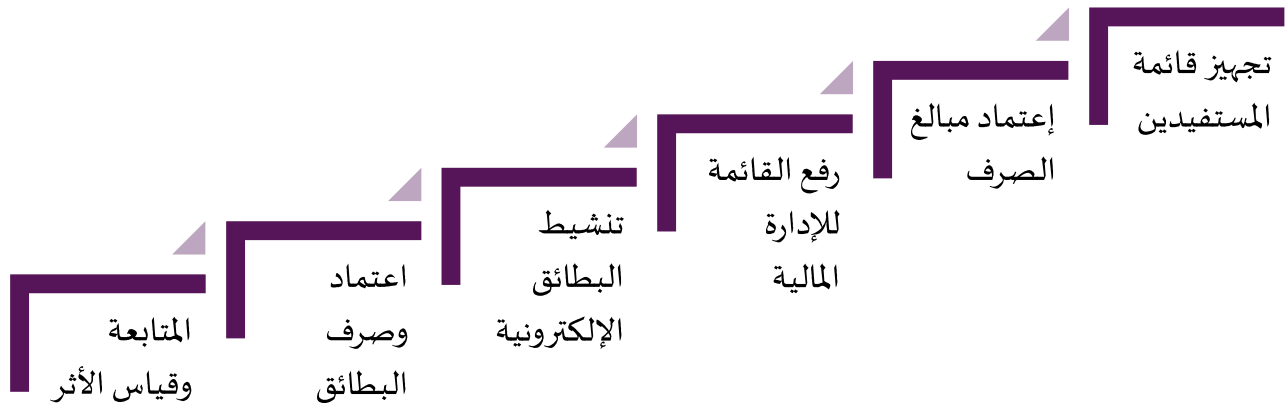 تجهيز قائمة
المستفيدين
إعتماد مبالغ
الصرف
رفع القائمة
للإدارة
المالية
تنشيط
البطائق
الإلكترونية
اعتماد
وصرف
البطائق
المتابعة
وقياس الأثر